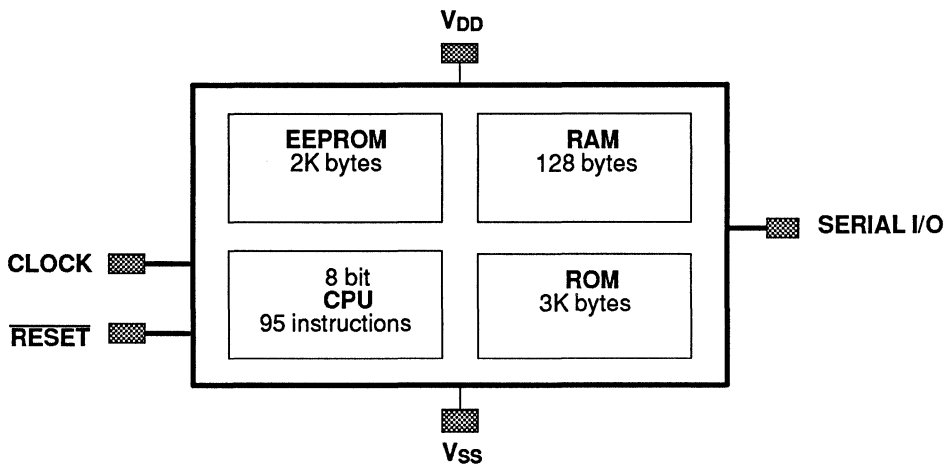 VDD
EEPROM
2K bytes
RAM
128 bytes
SERIAL I/O
CLOCK
8 bit
CPU
95 instructions
ROM
3K bytes
RESET
VSS